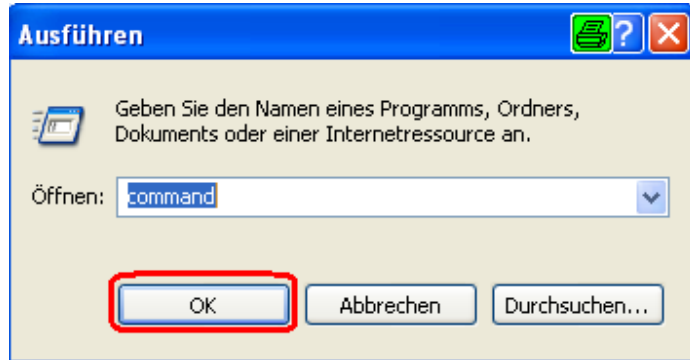 Ausführen
?
Geben Sie den Namen eines Programms, Ordners,
Dokuments oder einer Internetressource an.
Öffnen: command
OK Abbrechen Durchsuchen...